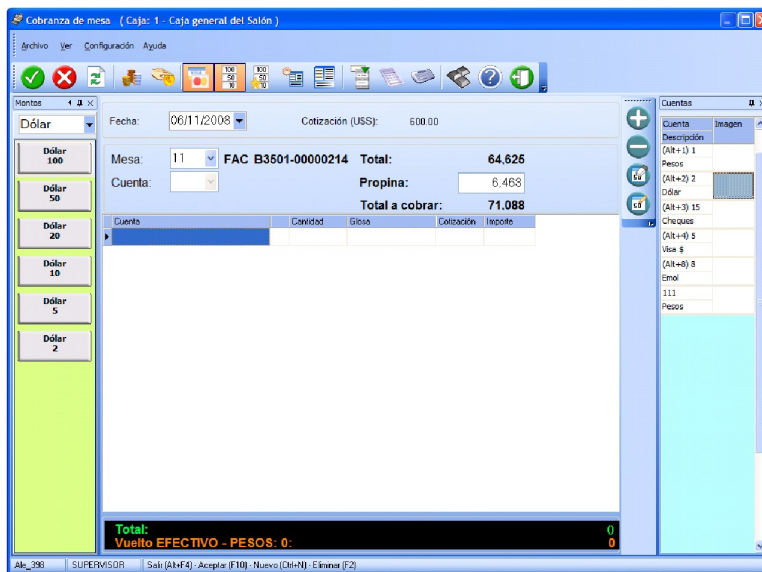 Cobranza de mesa ( Caja: 1 - Caja general del Salón )
Archivo Ver Configuración Ayuda
Montos
Dólar
Dólar
100
Dólar
50
Dólar
20
Dólar
10
Dólar
5
Dólar
2
Fecha: 06/11/2008 Cotización (U$S): 600.00
Mesa: 11 FAC B3501-00000214 Total: 64,625
Cuenta: Propina: 6,463
Total a cobrar: 71,088
Cuenta Cantidad Glosa Cotización Importe
Total: 0
Vuelto EFECTIVO - PESOS: 0: 0
Cuentas
Cuenta Imagen
Descripción
(Alt+1) 1
Pesos
(Alt+2) 2
Dólar
(Alt+3) 15
Cheques
(Alt+4) 5
Visa $
(Alt+8) 8
Emol
111
Pesos
Ale_398 SUPERVISOR Salir (Alt+F4) - Aceptar (F10) - Nuevo (Ctrl+N) - Eliminar (F2)